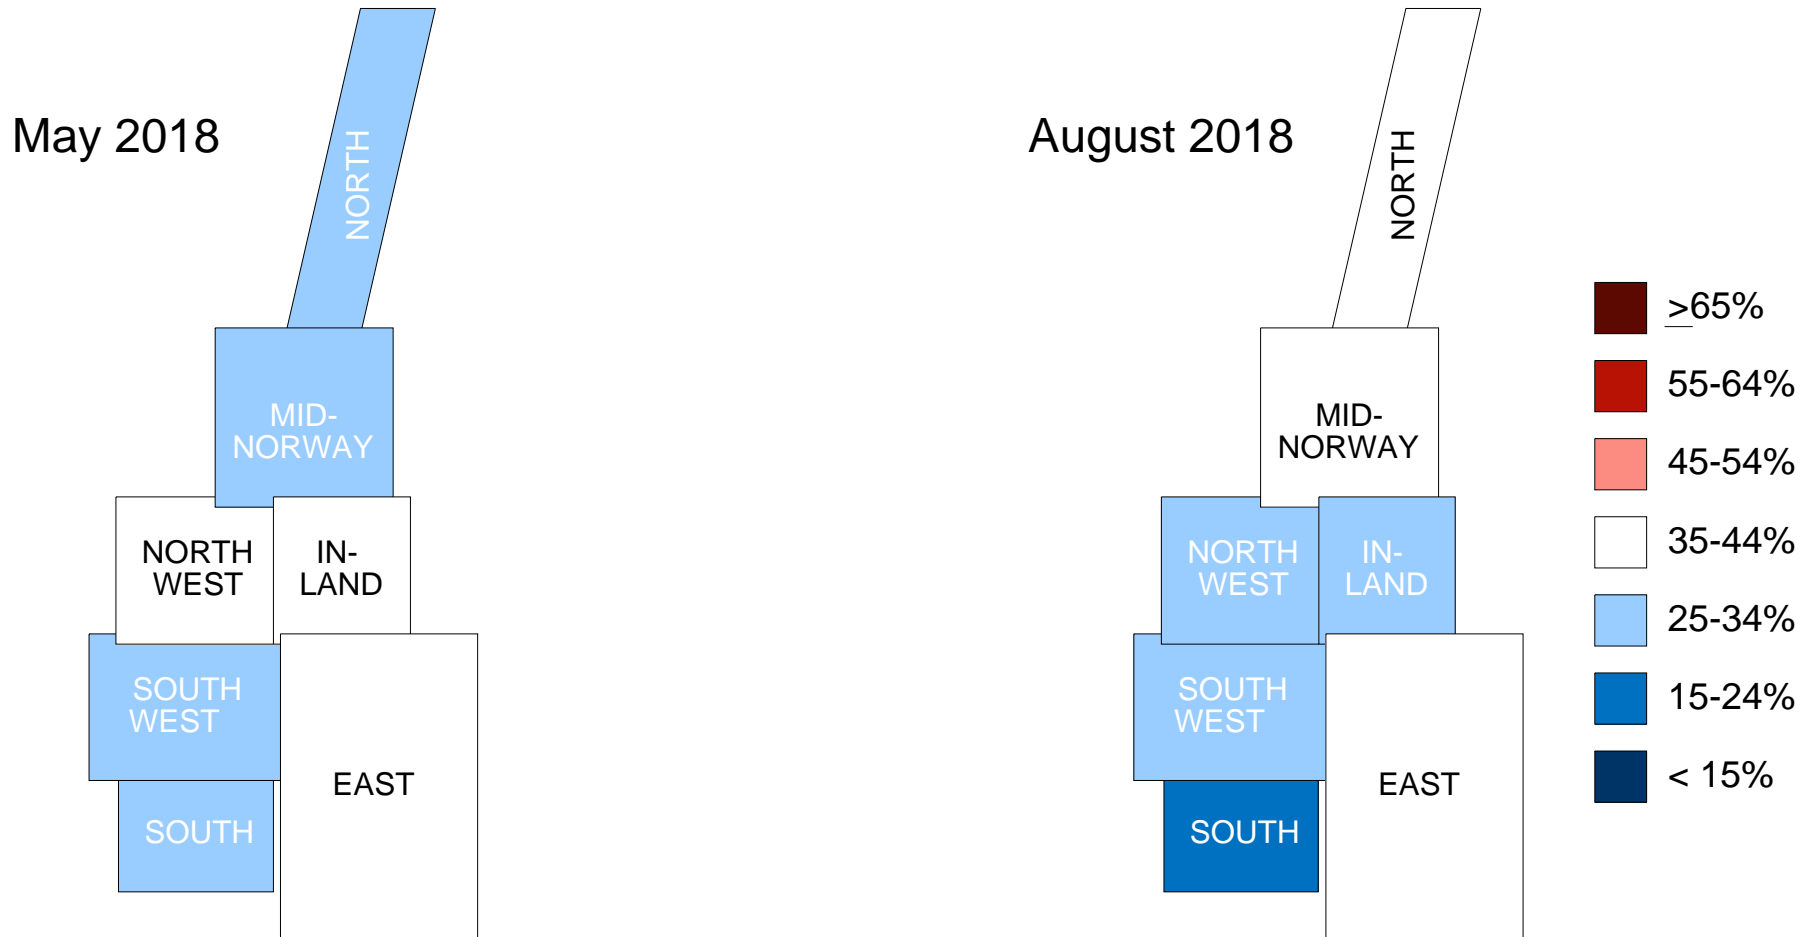 May 2018
NORTH
MID-
NORWAY
NORTH
WEST
IN-
LAND
SOUTH
WEST
EAST
SOUTH
August 2018
NORTH
MID-
NORWAY
NORTH
WEST
IN-
LAND
SOUTH
WEST
EAST
SOUTH
>65%
55-64%
45-54%
35-44%
25-34%
15-24%
< 15%